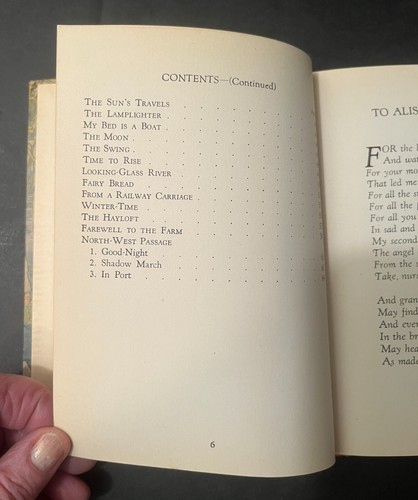 CONTENTS—(Continued)
THE SUN'S TRAVELS
THE LAMPLIGHTER
MY BED IS A BOAT
THE MOON
THE SWING
TIME TO RISE
LOOKING-GLASS RIVER
FAIRY BREAD
FROM A RAILWAY CARRIAGE
WINTER-TIME
THE HAYLOFT
FAREWELL TO THE FARM
NORTH-WEST PASSAGE
1. Good-Night
2. Shadow March
3. In Port
6
TO ALIS
FOR the l
And wat
For your mo
That led me
For all the s
For all the p
For all you
In sad and
My second
The angel
From the s
Take, nurs
And gran
May find
And ever
In the br
May hea
As made